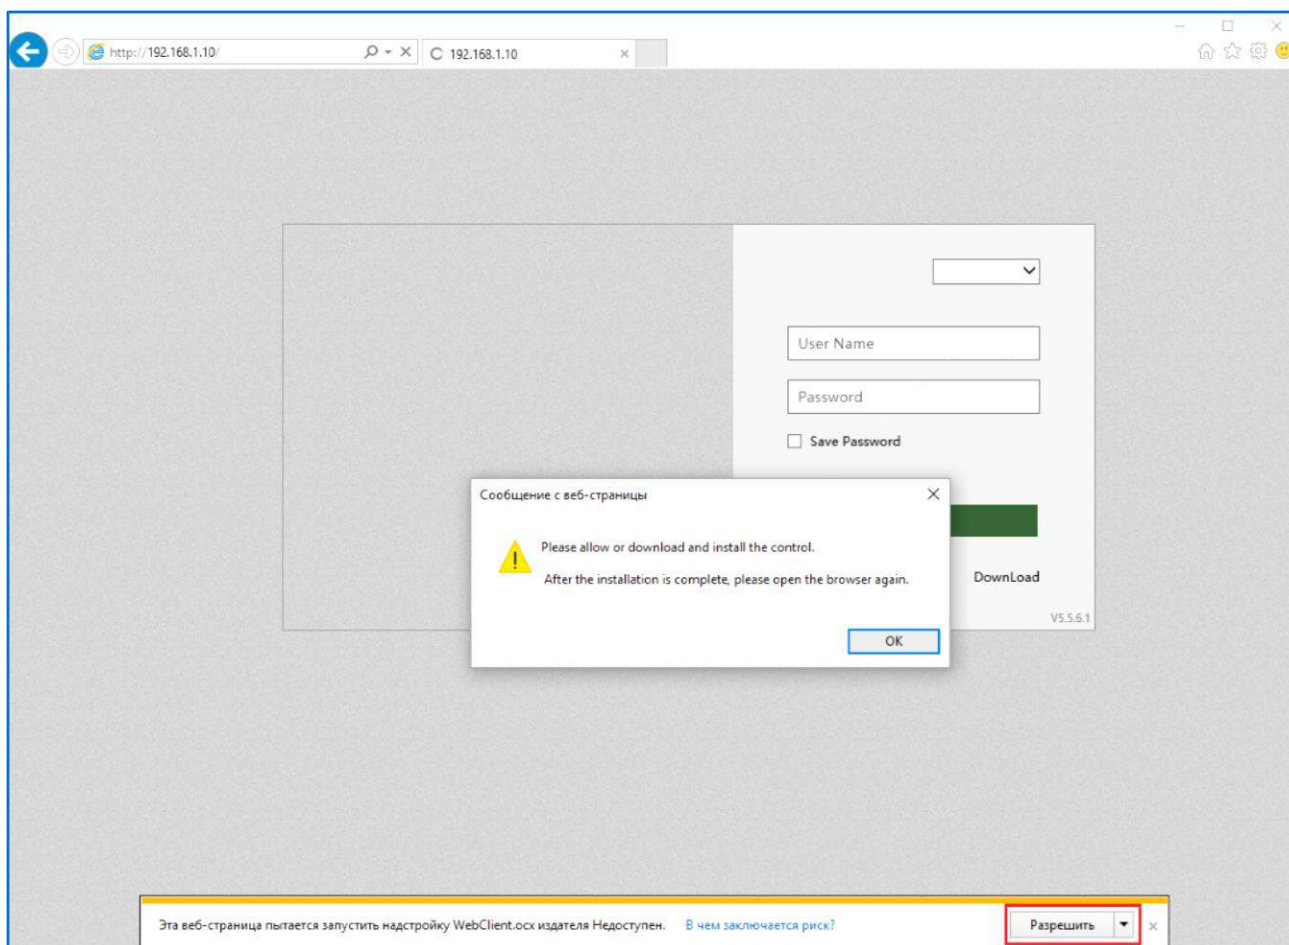 http://192.168.1.10/
192.168.1.10
User Name
Password
Save Password
Сообщение с веб-страницы
Please allow or download and install the control.
After the installation is complete, please open the browser again.
OK
DownLoad
V5.5.6.1
Эта веб-страница пытается запустить надстройку WebClient.ocx издателя Недоступен. В чем заключается риск? Разрешить